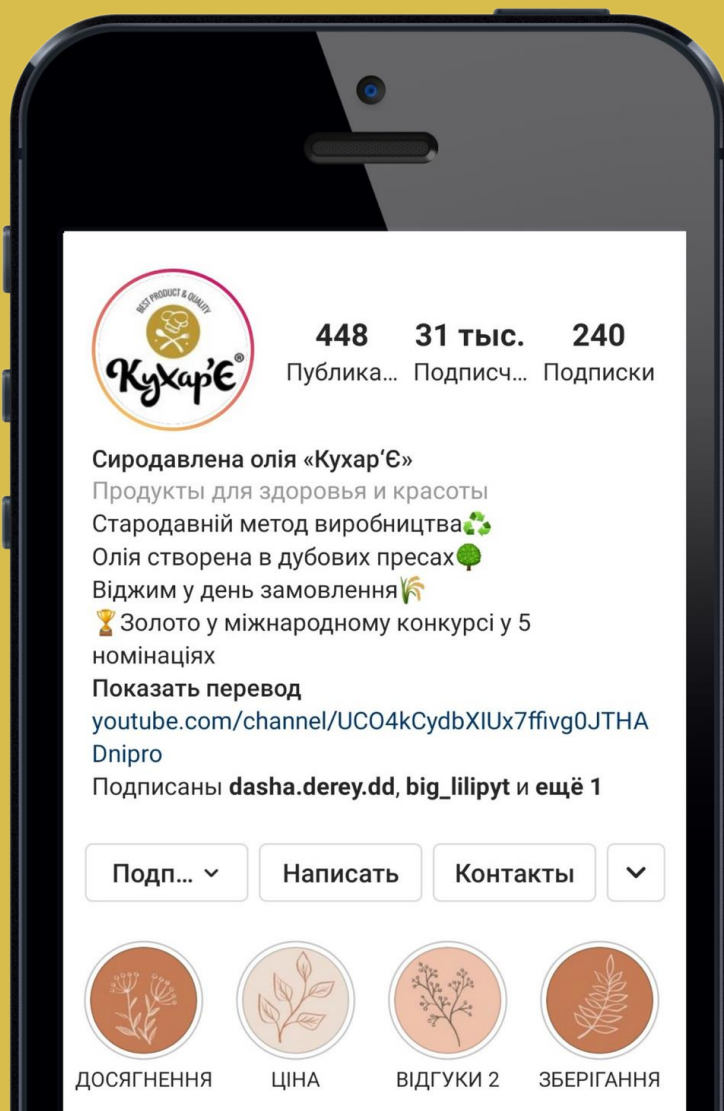 BEST PRODUCT & QUALITY
Кухар'Є®
448
31 тыс.
240
Публика...
Подписч...
Подписки
Сиродавлена олія «Кухар‘Є»
Продукты для здоровья и красоты
Стародавній метод виробництва♻️
Олія створена в дубових пресах🌳
Віджим у день замовлення🌾
🏆Золото у міжнародному конкурсі у 5
номінаціях
Показать перевод
youtube.com/channel/UCO4kCydbXIUx7ffivg0JTHA
Dnipro
Подписаны dasha.derey.dd, big_lilipyt и ещё 1
Подп...
Написать
Контакты
ДОСЯГНЕННЯ
ЦІНА
ВІДГУКИ 2
ЗБЕРІГАННЯ